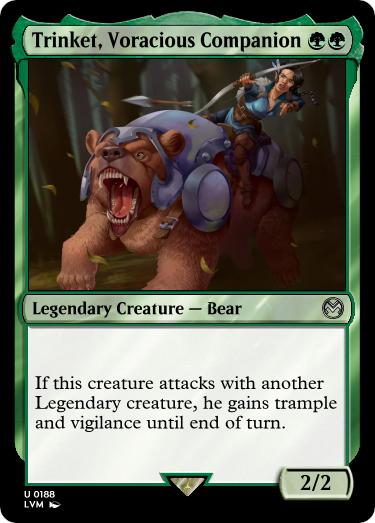 Trinket, Voracious Companion
Legendary Creature — Bear
If this creature attacks with another
Legendary creature, he gains trample
and vigilance until end of turn.
2/2
U 0188
LVM